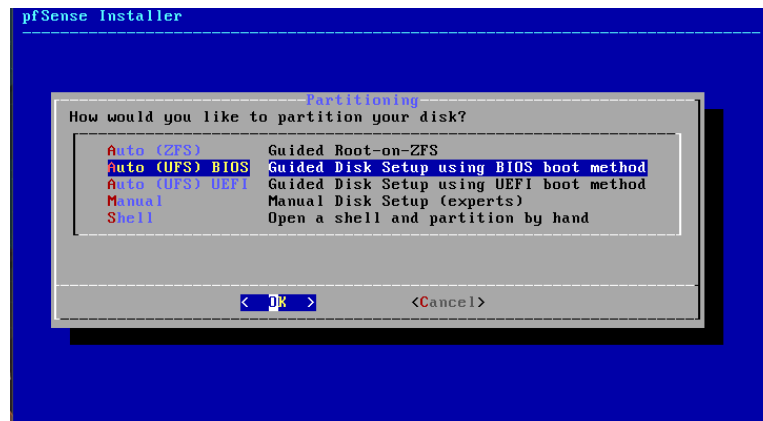 pfSense Installer
Partitioning
How would you like to partition your disk?
Auto (ZFS) Guided Root-on-ZFS
Auto (UFS) BIOS Guided Disk Setup using BIOS boot method
Auto (UFS) UEFI Guided Disk Setup using UEFI boot method
Manual Manual Disk Setup (experts)
Shell Open a shell and partition by hand
< OK > <Cancel>